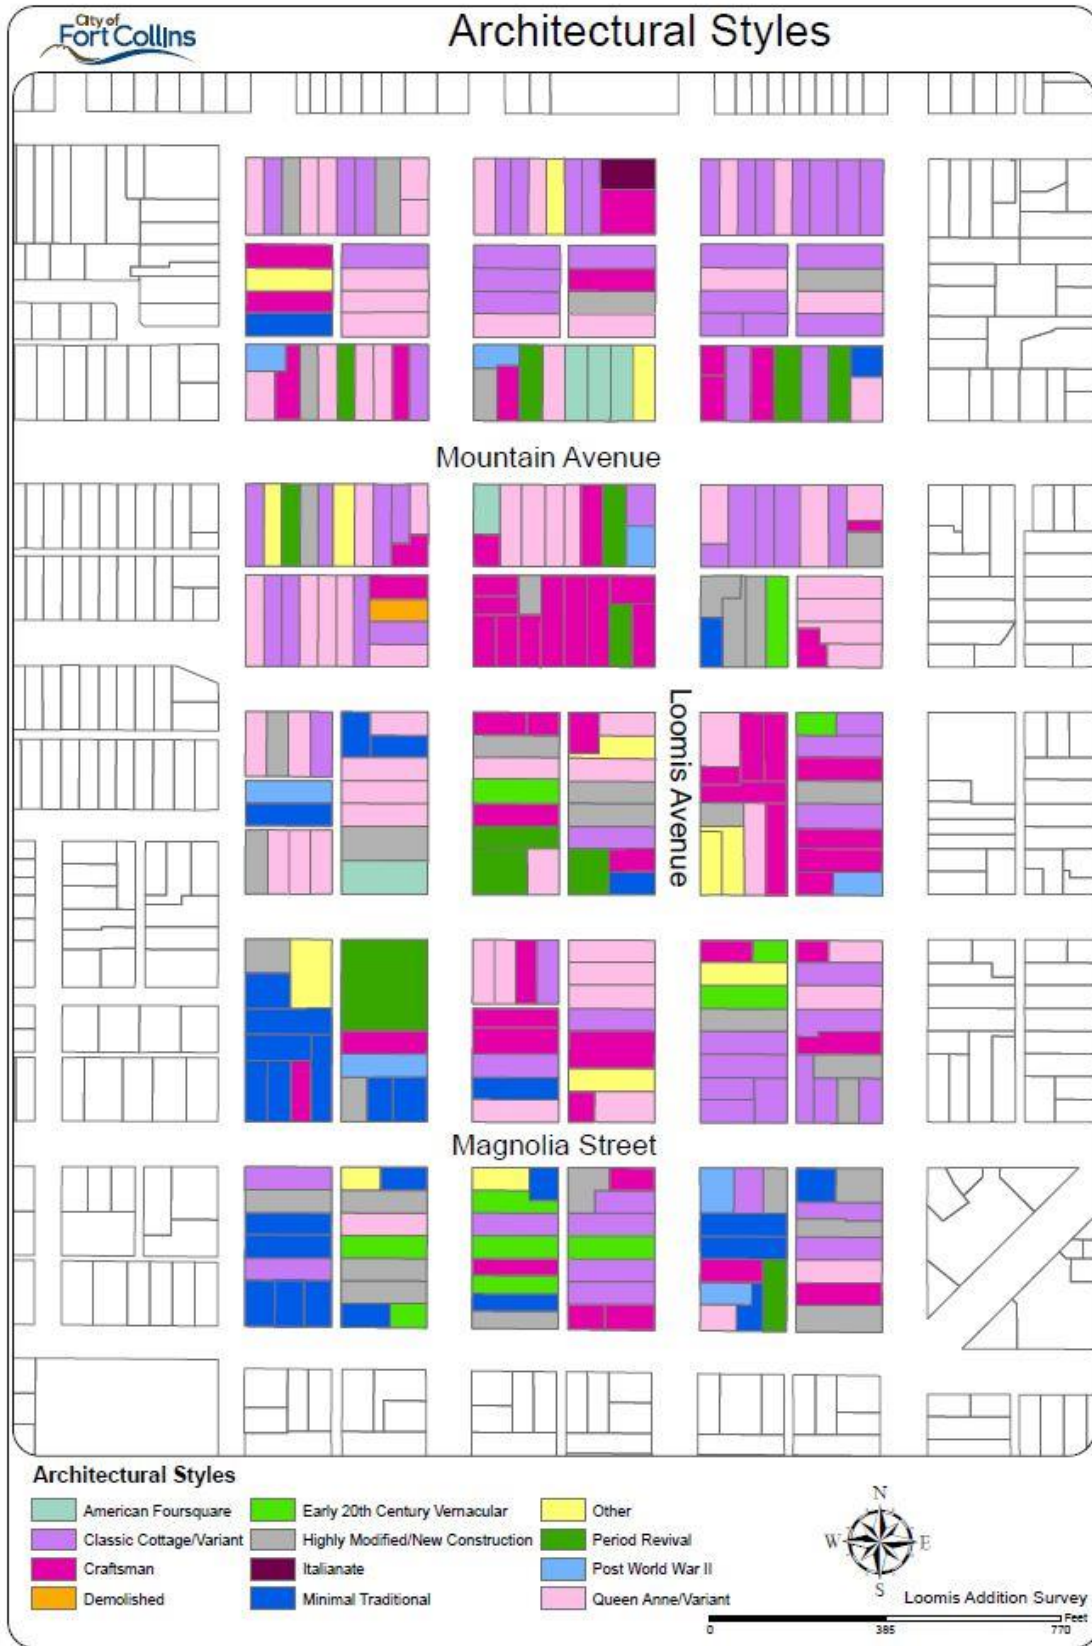 City of
Fort Collins
Architectural Styles
Mountain Avenue
Loomis Avenue
Magnolia Street
Architectural Styles
American Foursquare
Classic Cottage/Variant
Craftsman
Demolished
Early 20th Century Vernacular
Highly Modified/New Construction
Italianate
Minimal Traditional
Other
Period Revival
Post World War II
Queen Anne/Variant
N
W E
S
Loomis Addition Survey
Feet
0 385 770